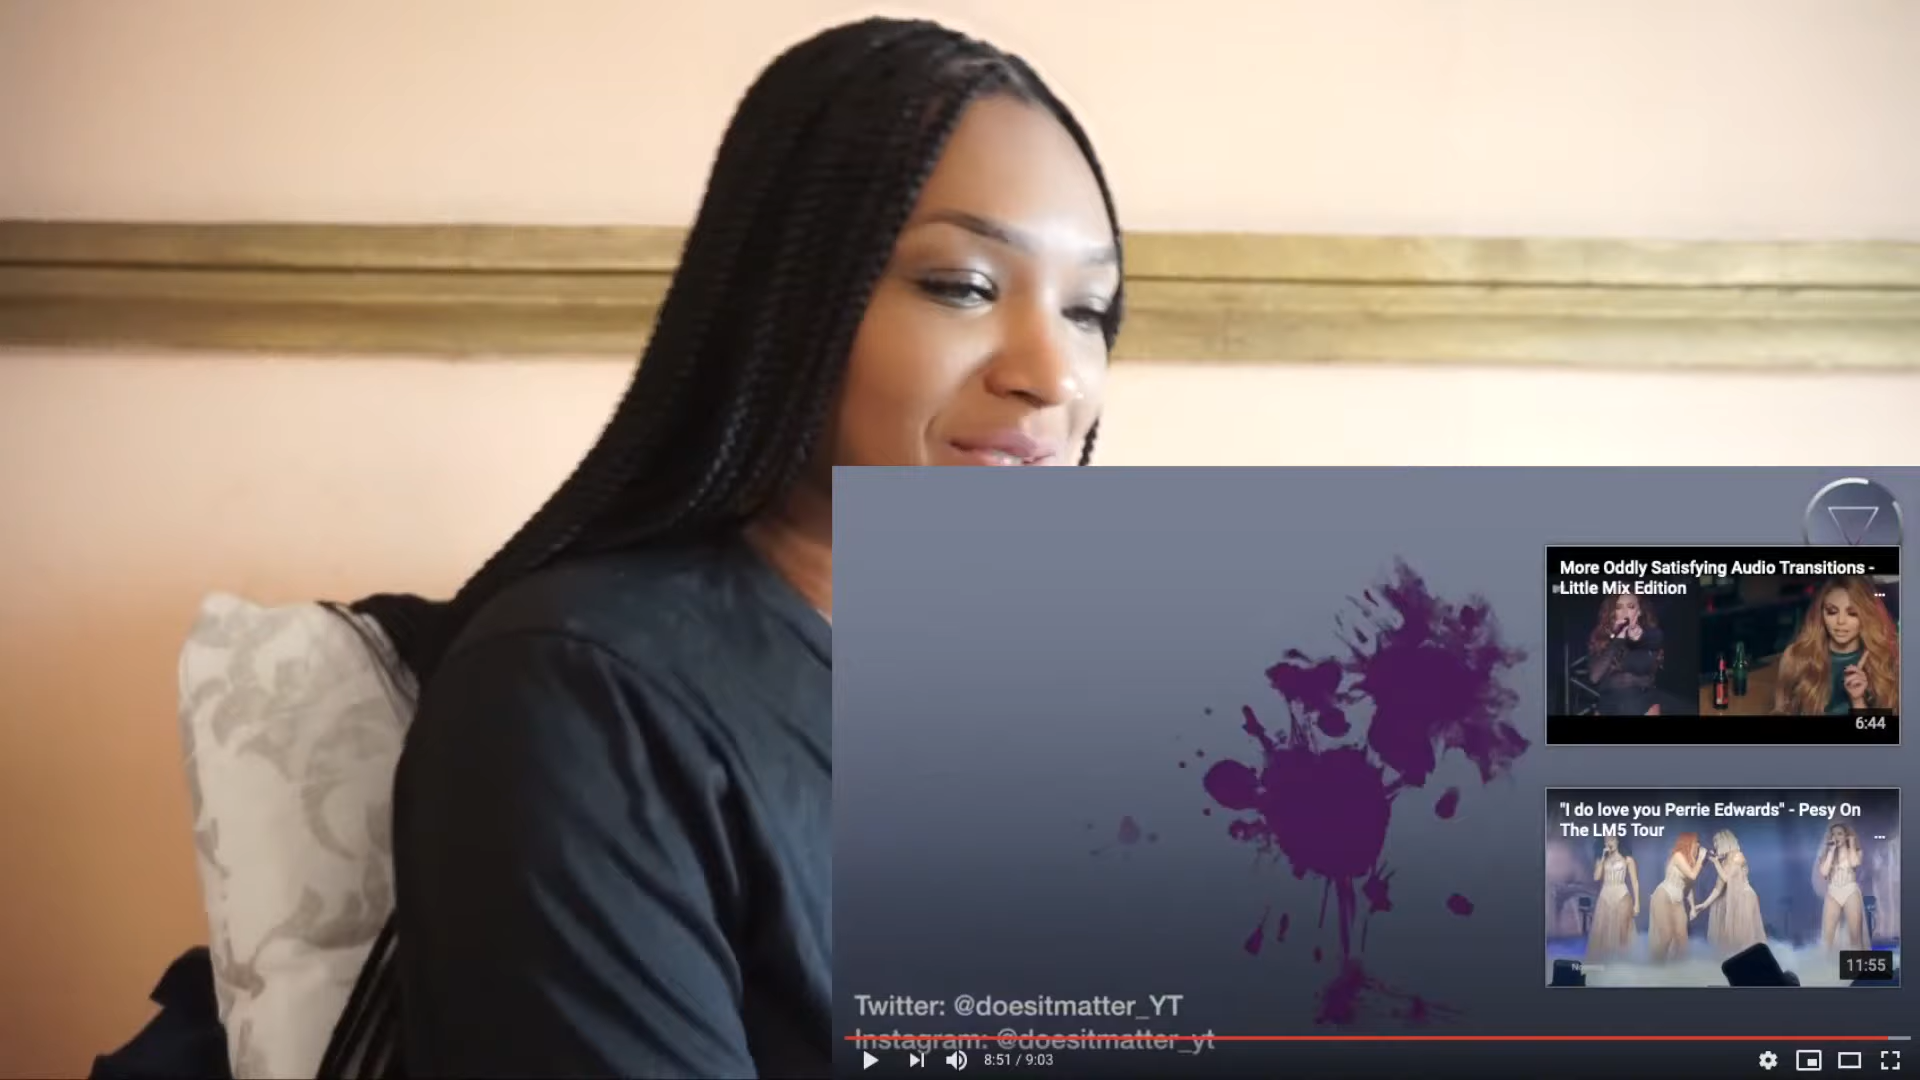 More Oddly Satisfying Audio Transitions -
Little Mix Edition
6:44
"I do love you Perrie Edwards" - Pesy On
The LM5 Tour
11:55
Twitter: @doesitmatter_YT
Instagram: @doesitmatter_yt
8:51 / 9:03